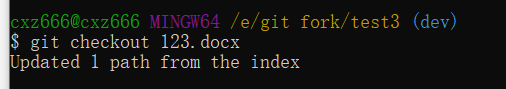 cxz666@cxz666 MINGW64 /e/git fork/test3 (dev)
$ git checkout 123.docx
Updated 1 path from the index